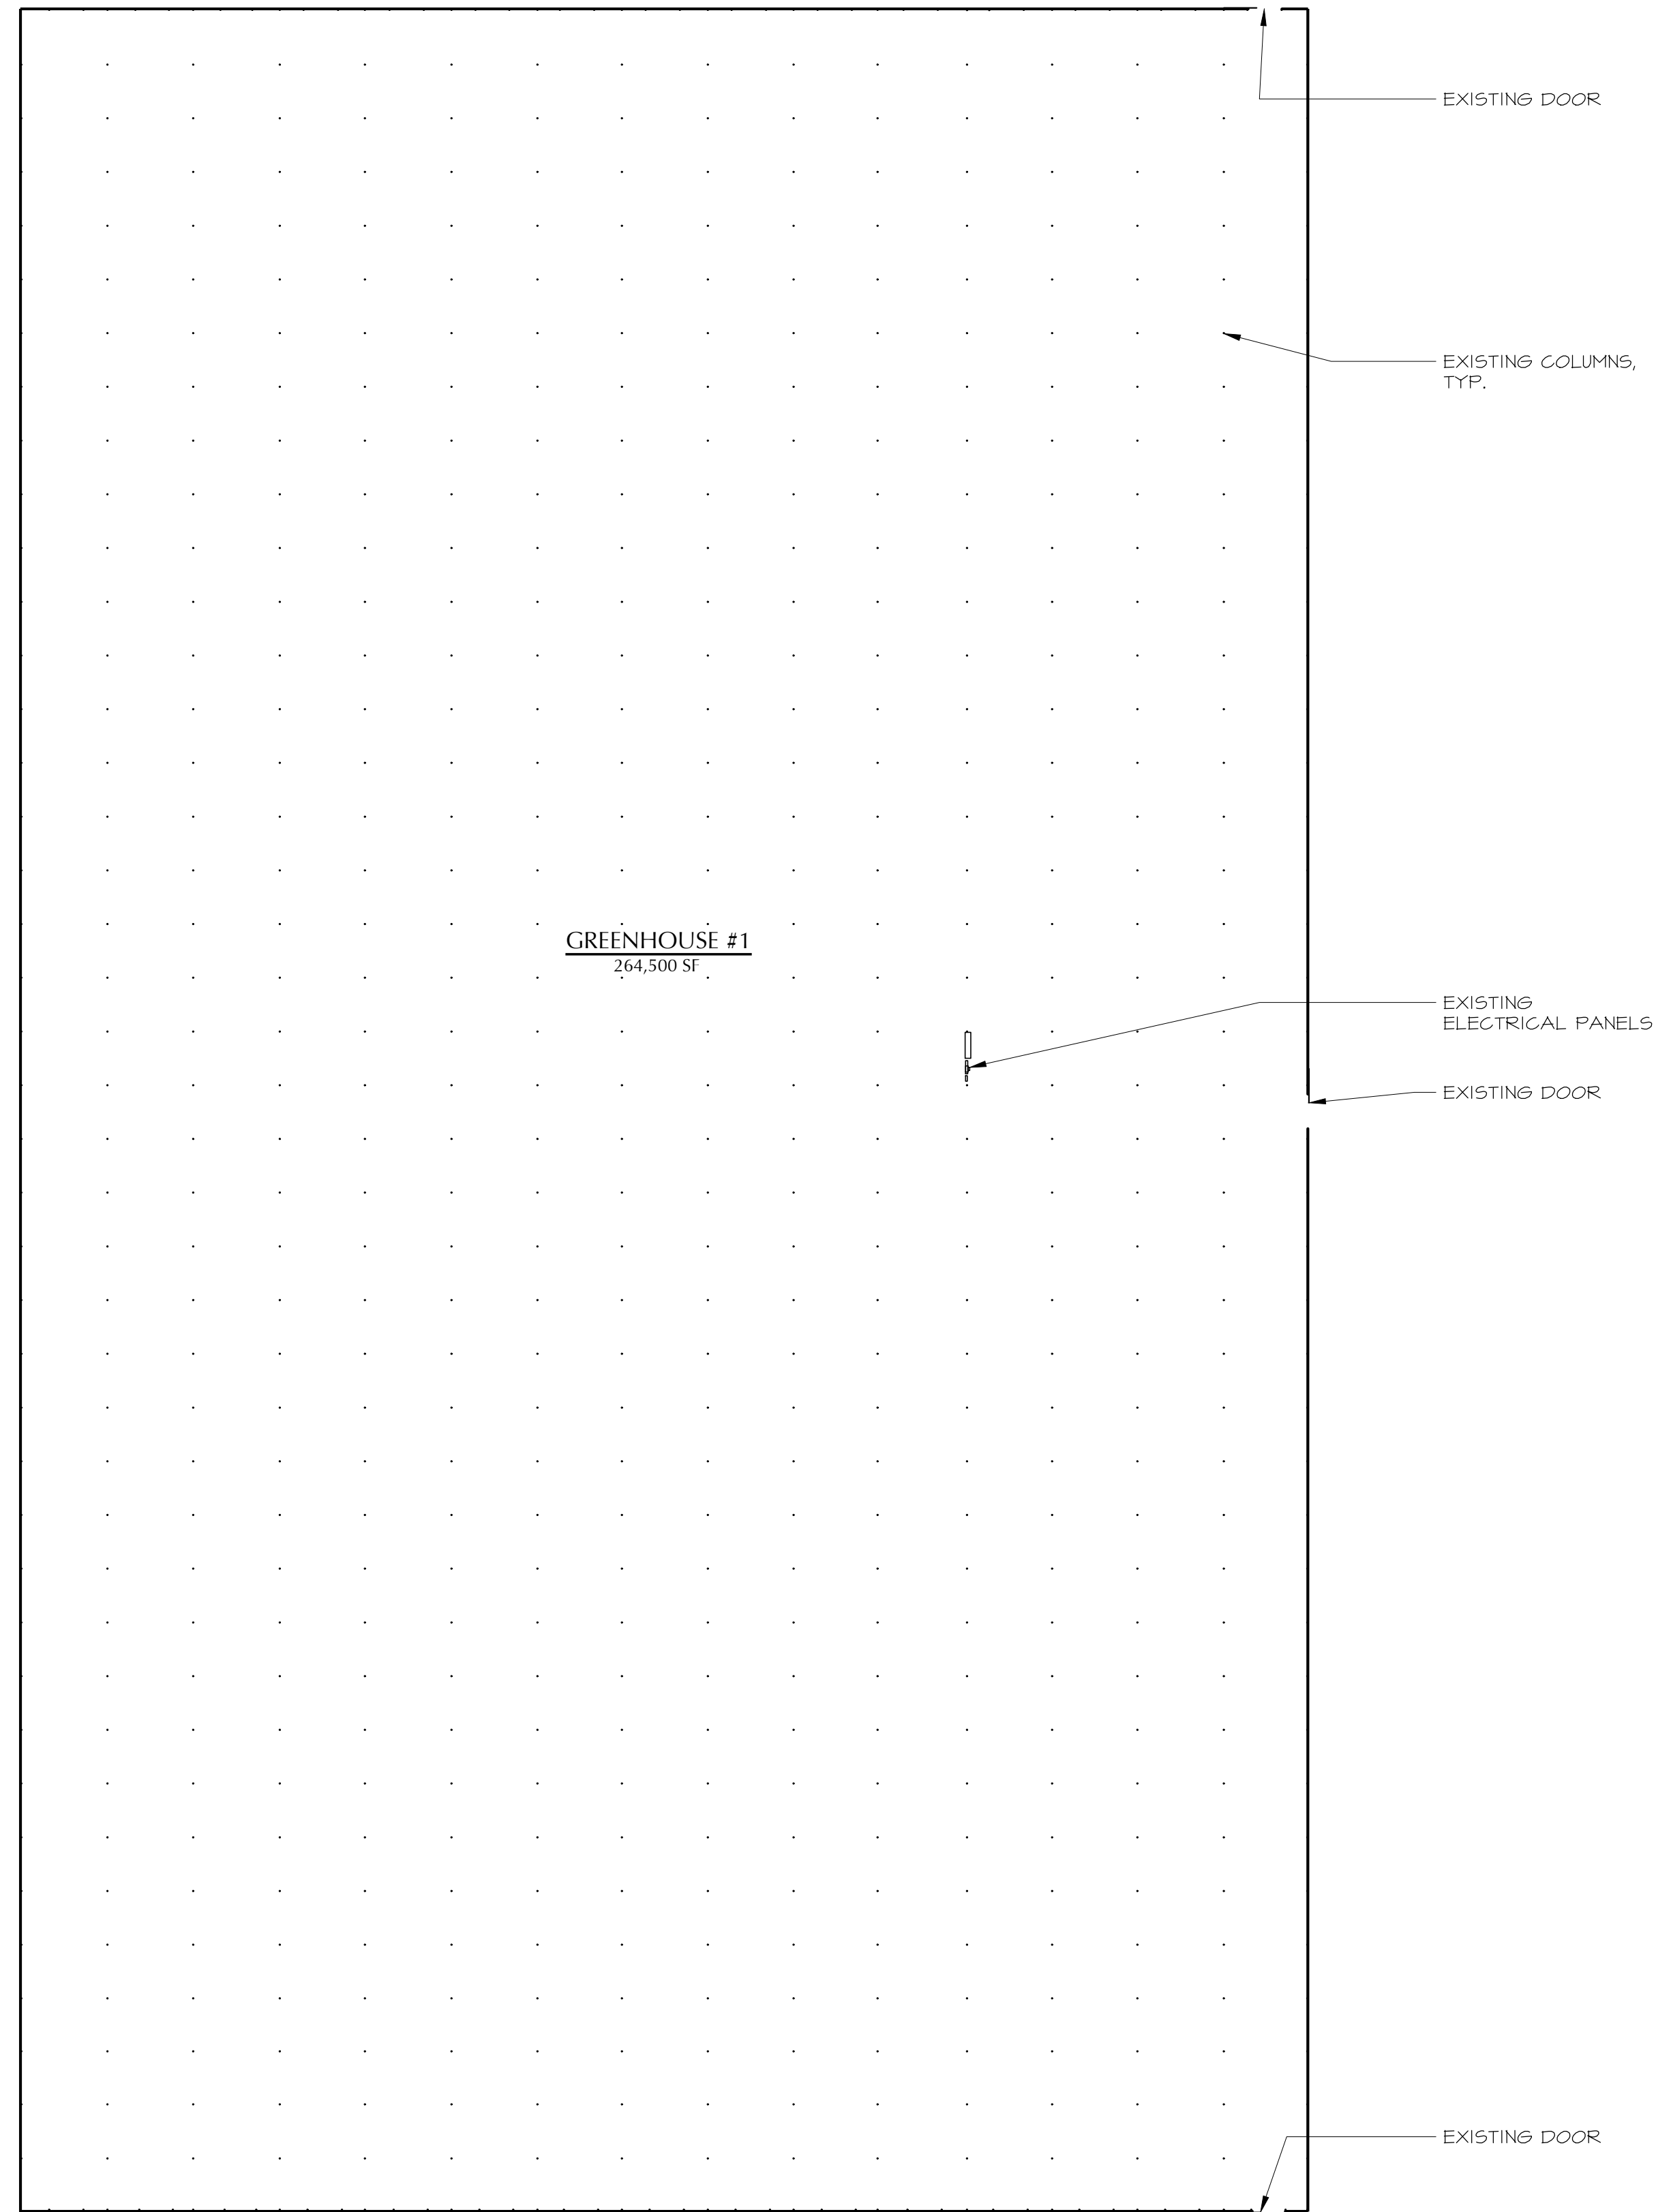 EXISTING DOOR
EXISTING COLUMNS,
TYP.
GREENHOUSE #1
264,500 SF
EXISTING
ELECTRICAL PANELS
EXISTING DOOR
EXISTING DOOR